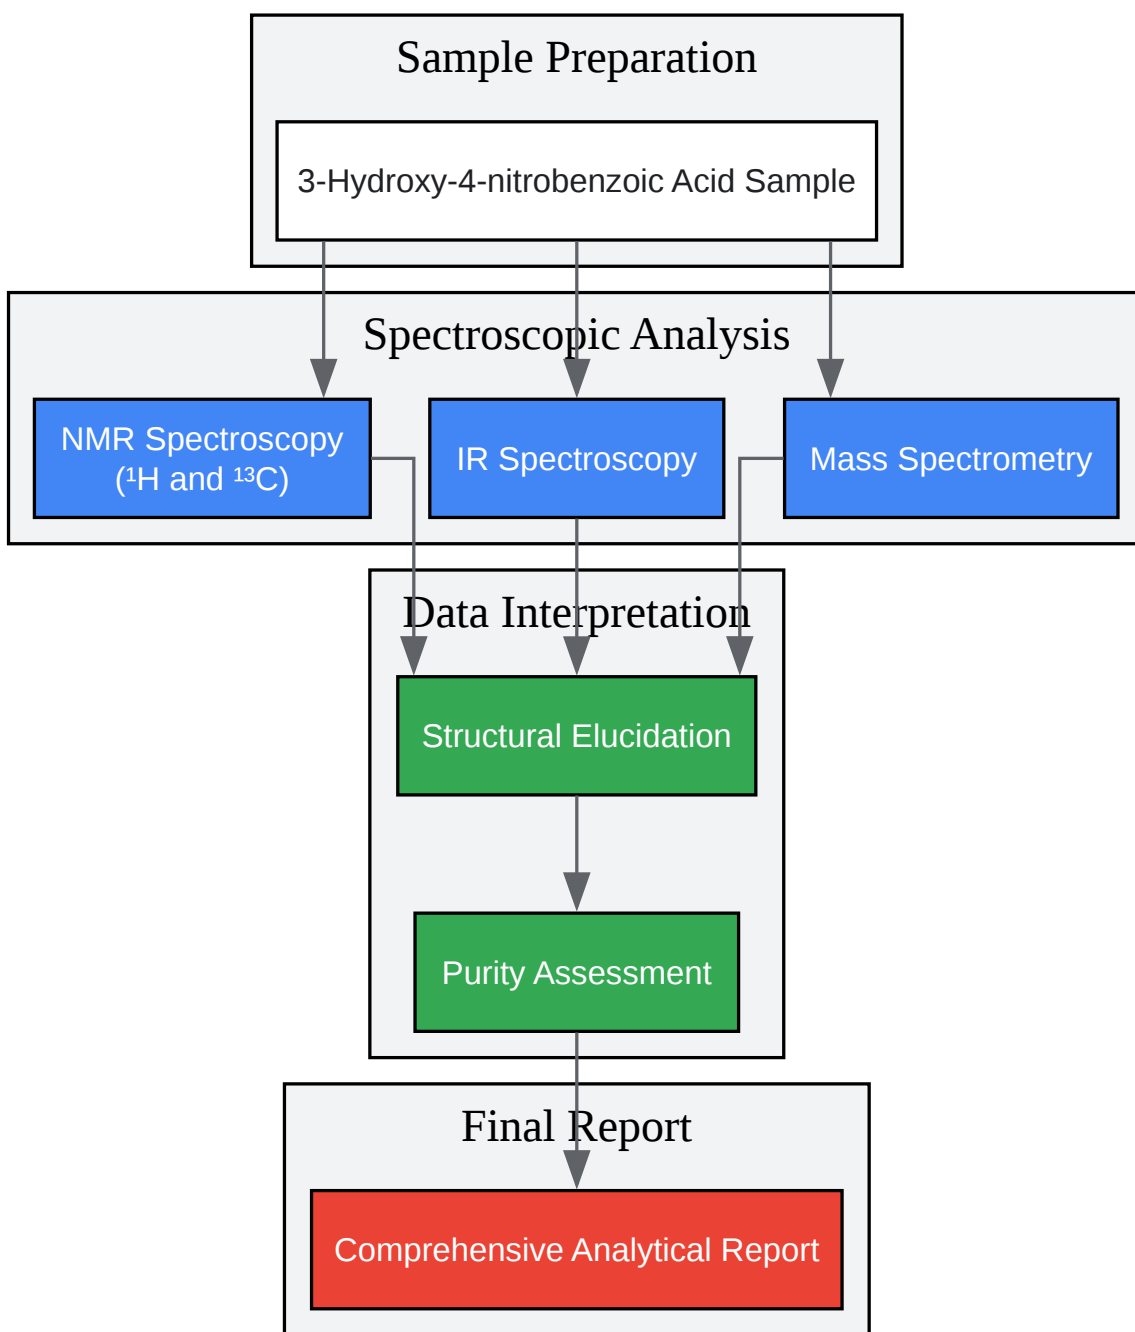 Sample Preparation
3-Hydroxy-4-nitrobenzoic Acid Sample
Spectroscopic Analysis
NMR Spectroscopy
(¹H and ¹³C)
IR Spectroscopy
Mass Spectrometry
Data Interpretation
Structural Elucidation
Purity Assessment
Final Report
Comprehensive Analytical Report